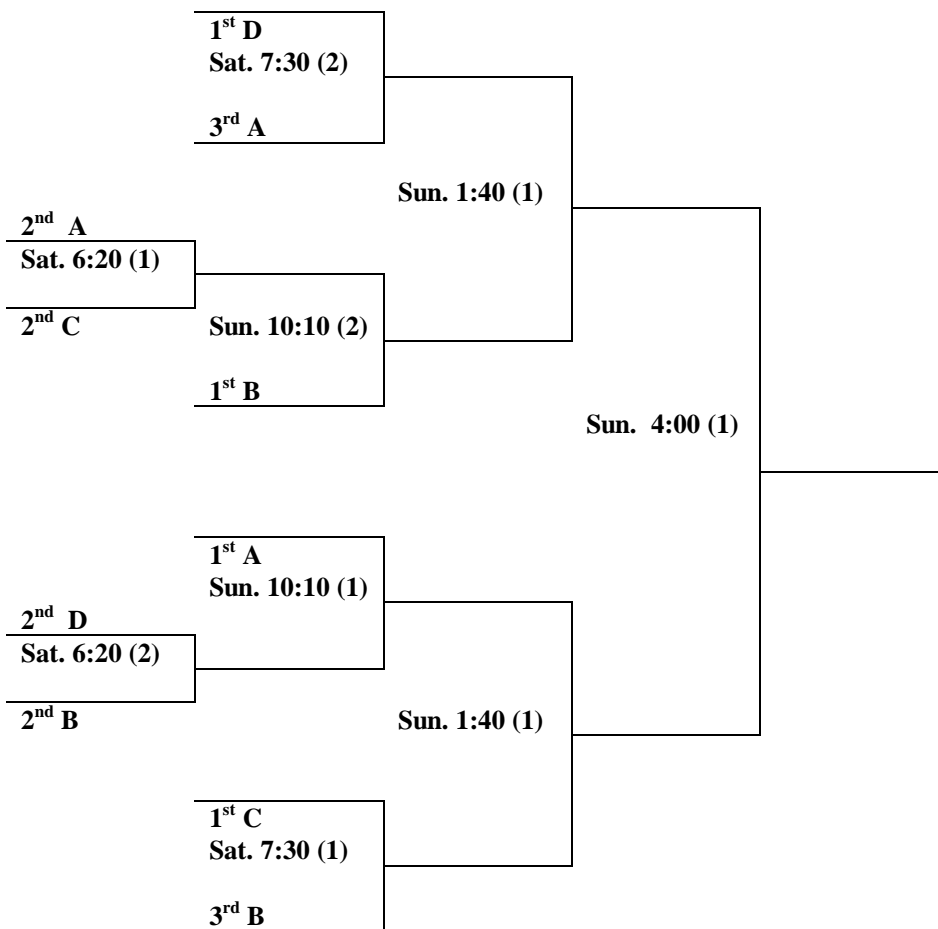 1st D
Sat. 7:30 (2)
3rd A
Sun. 1:40 (1)
2nd A
Sat. 6:20 (1)
2nd C
Sun. 10:10 (2)
1st B
Sun. 4:00 (1)
1st A
Sun. 10:10 (1)
2nd D
Sat. 6:20 (2)
2nd B
Sun. 1:40 (1)
1st C
Sat. 7:30 (1)
3rd B